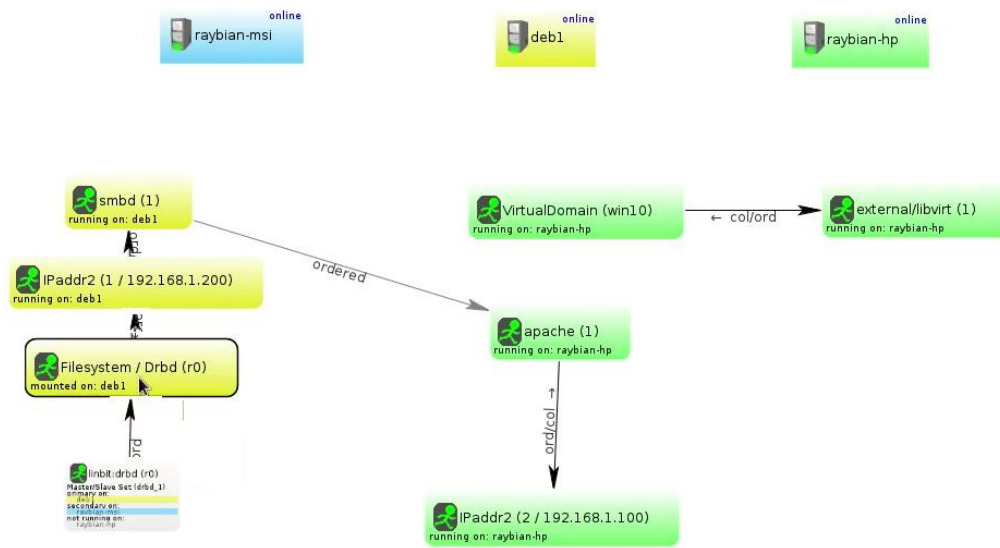 online
raybian-msi
online
deb1
online
raybian-hp
smbd (1)
running on: deb1
VirtualDomain (win10)
running on: raybian-hp
← col/ord
external/libvirt (1)
running on: raybian-hp
ordered
IPaddr2 (1 / 192.168.1.200)
running on: deb1
apache (1)
running on: raybian-hp
Filesystem / Drbd (r0)
mounted on: deb1
ord/col →
ord
linbit:drbd (r0)
Master/Slave Set (drbd_1)
primary on:
secondary on:
raybian-msi
not running on:
raybian-hp
IPaddr2 (2 / 192.168.1.100)
running on: raybian-hp